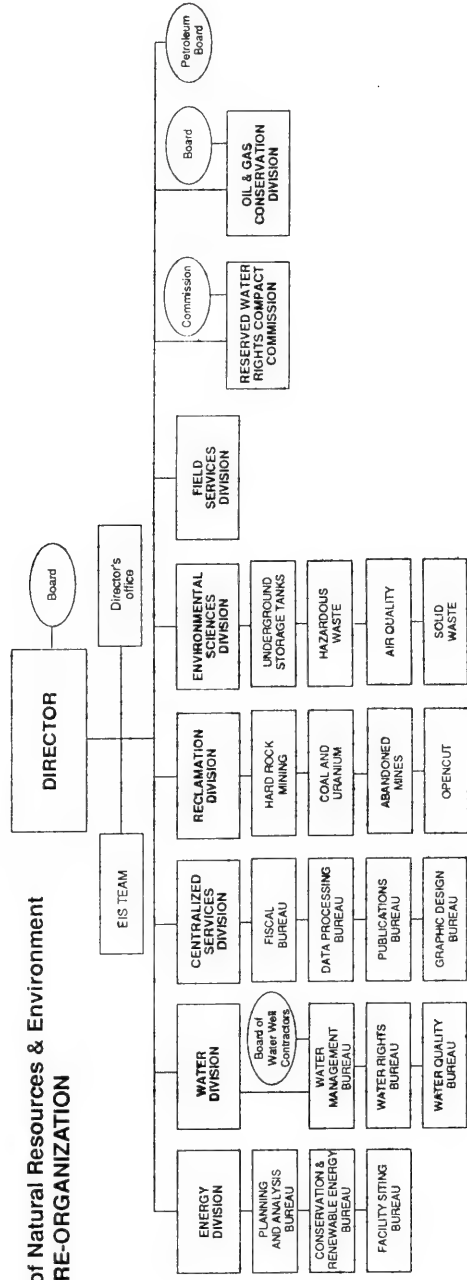 of Natural Resources & Environment
RE-ORGANIZATION
DIRECTOR
Board
EIS TEAM
Director's
office
ENERGY
DIVISION
PLANNING
AND ANALYSIS
BUREAU
CONSERVATION &
RENEWABLE ENERGY
BUREAU
FACILITY SITING
BUREAU
WATER
DIVISION
Board of
Water Well
Contractors
WATER
MANAGEMENT
BUREAU
WATER RIGHTS
BUREAU
WATER QUALITY
BUREAU
CENTRALIZED
SERVICES
DIVISION
FISCAL
BUREAU
DATA PROCESSING
BUREAU
PUBLICATIONS
BUREAU
GRAPHIC DESIGN
BUREAU
RECLAMATION
DIVISION
HARD ROCK
MINING
COAL AND
URANIUM
ABANDONED
MINES
OPENCUT
ENVIRONMENTAL
SCIENCES
DIVISION
UNDERGROUND
STORAGE TANKS
HAZARDOUS
WASTE
AIR QUALITY
SOLID
WASTE
FIELD
SERVICES
DIVISION
Commission
RESERVED WATER
RIGHTS COMPACT
COMMISSION
Board
OIL & GAS
CONSERVATION
DIVISION
Petroleum
Board